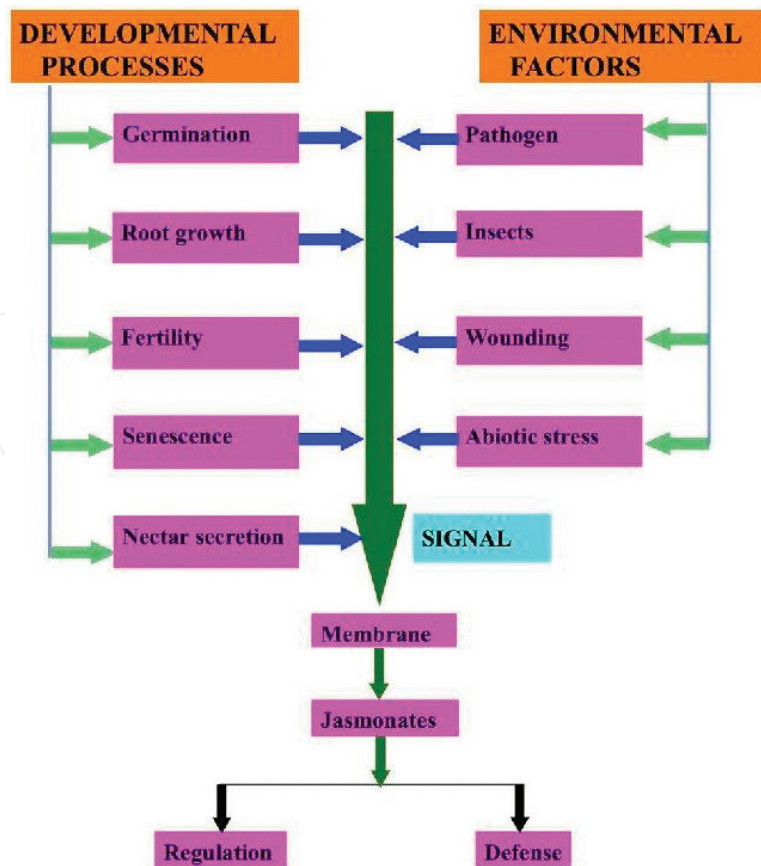 DEVELOPMENTAL
PROCESSES
ENVIRONMENTAL
FACTORS
Germination
Pathogen
Root growth
Insects
Fertility
Wounding
Senescence
Abiotic stress
Nectar secretion
SIGNAL
Membrane
Jasmonates
Regulation
Defense